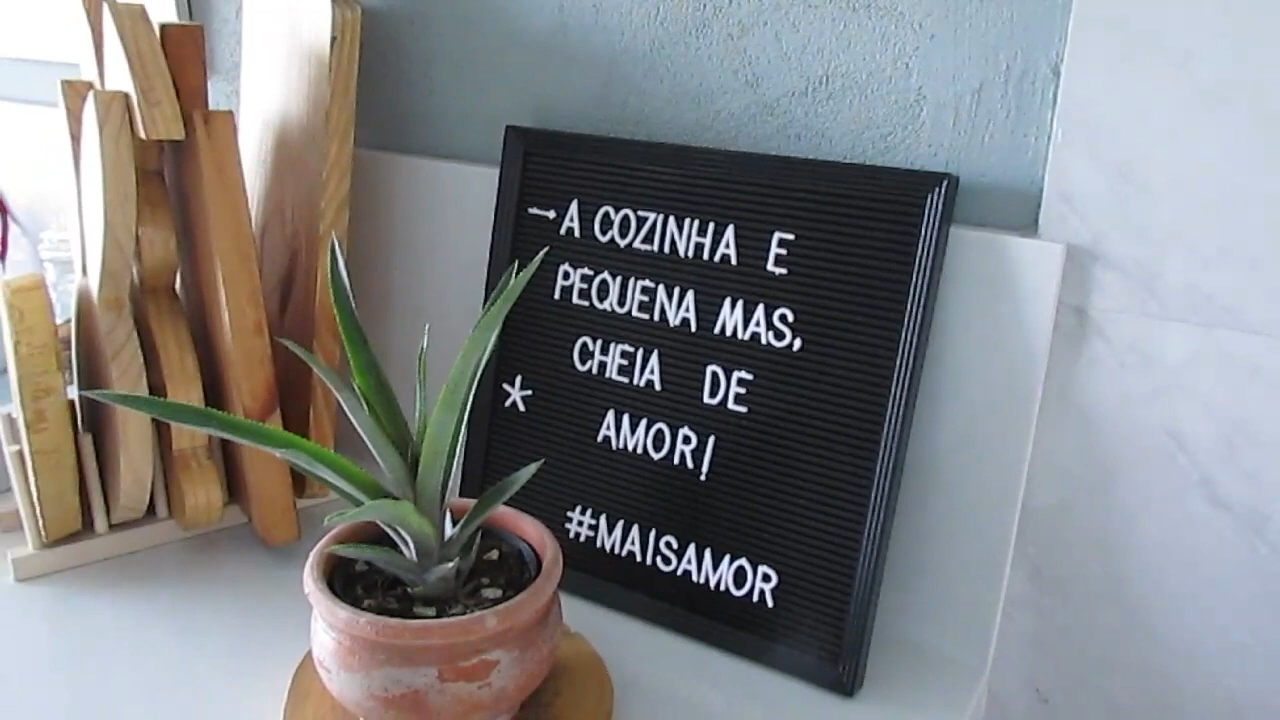 →A COZINHA E
PEQUENA MAS,
CHEIA DE
* AMOR!
#MAISAMOR